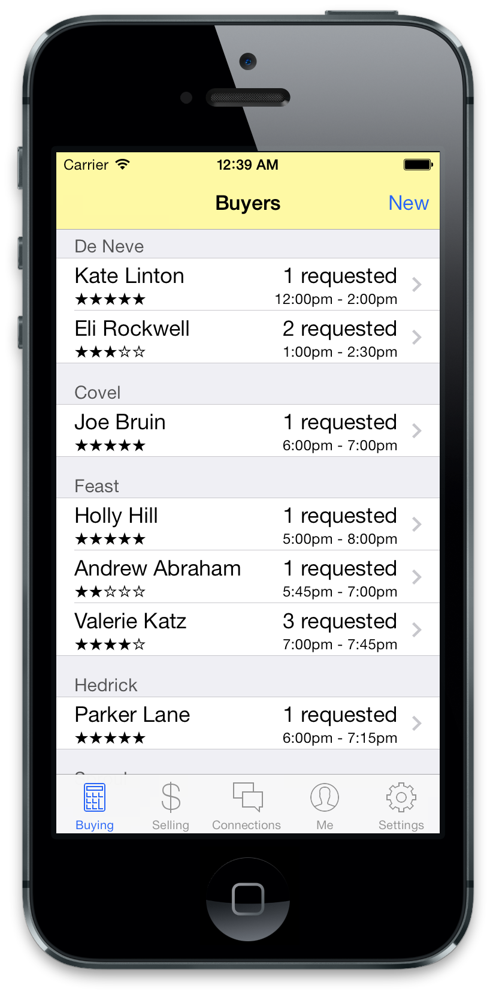 Carrier 12:39 AM
Buyers New
De Neve
Kate Linton 1 requested
★★★★★ 12:00pm - 2:00pm
Eli Rockwell 2 requested
★★★☆☆ 1:00pm - 2:30pm
Covel
Joe Bruin 1 requested
★★★★★ 6:00pm - 7:00pm
Feast
Holly Hill 1 requested
★★★★★ 5:00pm - 8:00pm
Andrew Abraham 1 requested
★★☆☆☆ 5:45pm - 7:00pm
Valerie Katz 3 requested
★★★★☆ 7:00pm - 7:45pm
Hedrick
Parker Lane 1 requested
★★★★★ 6:00pm - 7:15pm
$
Buying Selling Connections Me Settings